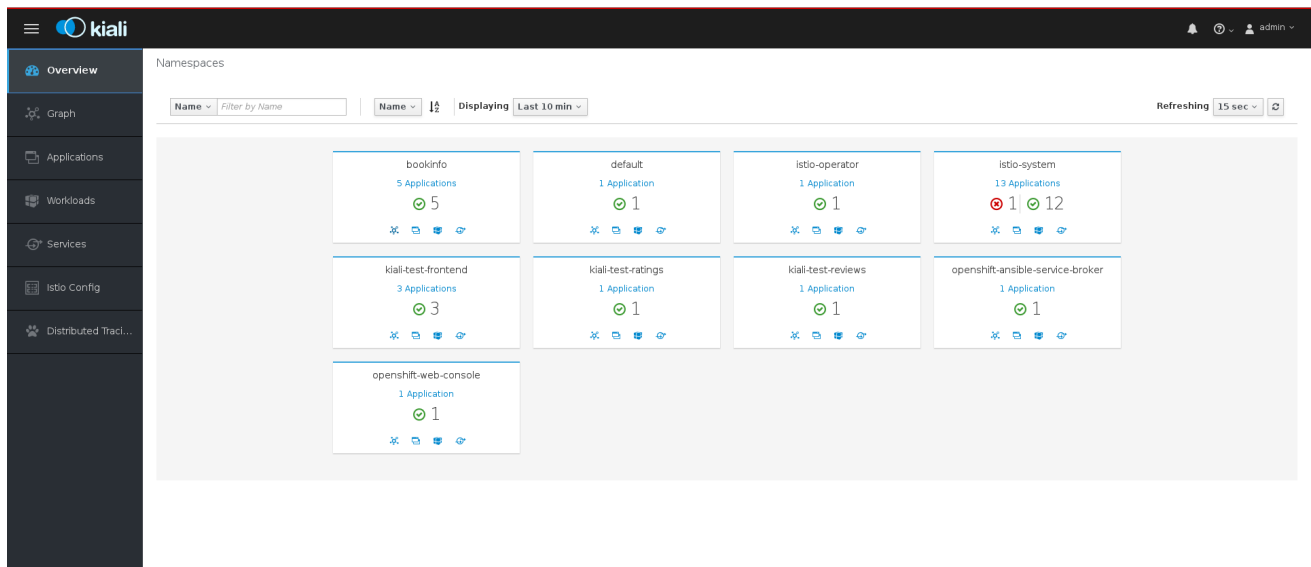 kiali
admin
Overview
Graph
Applications
Workloads
Services
Istio Config
Distributed Traci...
Namespaces
Name Filter by Name Name Displaying Last 10 min Refreshing 15 sec
bookinfo
5 Applications
5
default
1 Application
1
istio-operator
1 Application
1
istio-system
13 Applications
1 12
kiali-test-frontend
3 Applications
3
kiali-test-ratings
1 Application
1
kiali-test-reviews
1 Application
1
openshift-ansible-service-broker
1 Application
1
openshift-web-console
1 Application
1